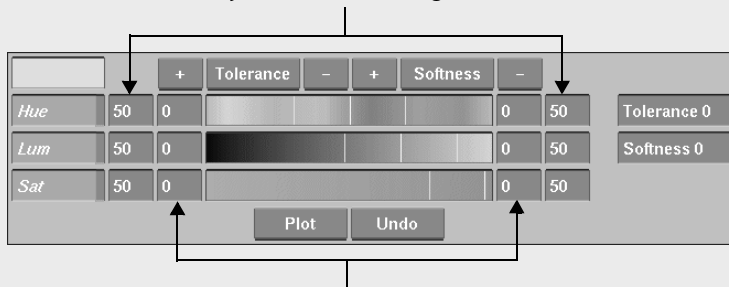 + Tolerance - + Softness -
Hue 50 0 0 50 Tolerance 0
Lum 50 0 0 50 Softness 0
Sat 50 0 0 50
Plot Undo